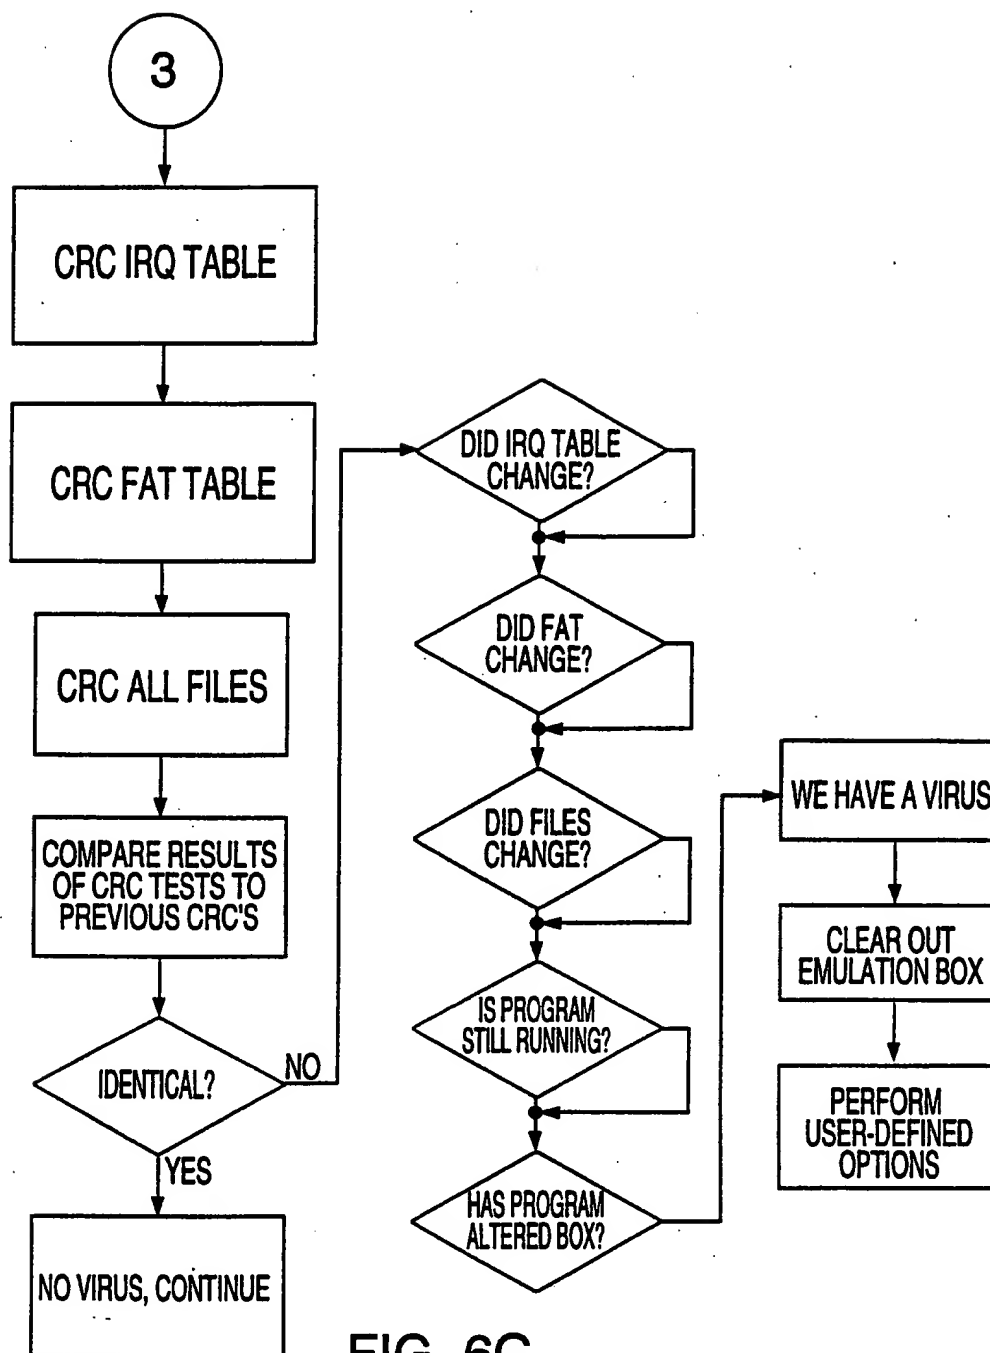 3
CRC IRQ TABLE
CRC FAT TABLE
CRC ALL FILES
COMPARE RESULTS
OF CRC TESTS TO
PREVIOUS CRC'S
IDENTICAL?
NO
YES
NO VIRUS, CONTINUE
DID IRQ TABLE
CHANGE?
DID FAT
CHANGE?
DID FILES
CHANGE?
IS PROGRAM
STILL RUNNING?
HAS PROGRAM
ALTERED BOX?
WE HAVE A VIRUS
CLEAR OUT
EMULATION BOX
PERFORM
USER-DEFINED
OPTIONS
FIG. 6C